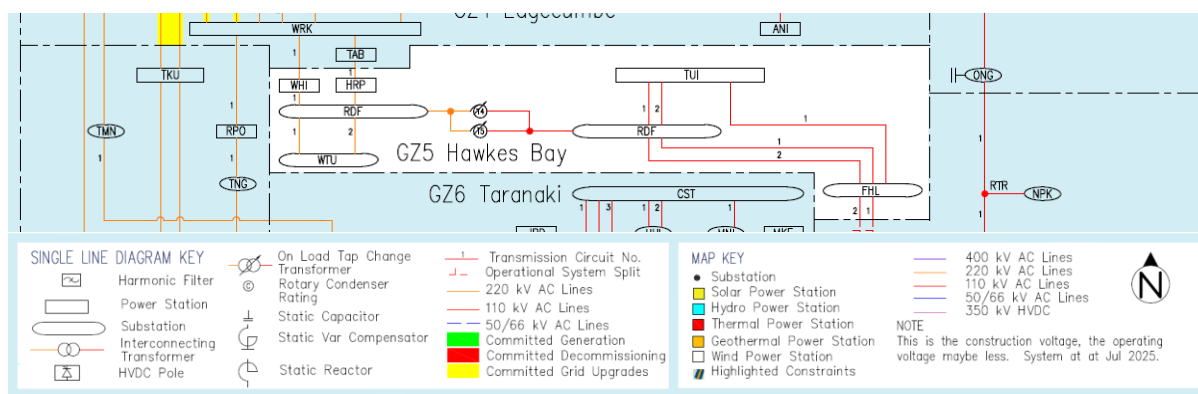 GZ4 Edgecumbe
WRK
ANI
1
TAB
TKU
1
TUI
ONG
WHI
HRP
1
RDF
T4
1
2
1
TMN
1
RPO
1
2
T5
RDF
1
1
WTU
GZ5 Hawkes Bay
2
1
1
TNG
GZ6 Taranaki
CST
FHL
RTR
NPK
1
3
1
2
1
2
1
1
SINGLE LINE DIAGRAM KEY
Harmonic Filter
Power Station
Substation
Interconnecting
Transformer
HVDC Pole
On Load Tap Change
Transformer
Rotary Condenser
Rating
Static Capacitor
Static Var Compensator
Static Reactor
1
Transmission Circuit No.
Operational System Split
220 kV AC Lines
110 kV AC Lines
50/66 kV AC Lines
Committed Generation
Committed Decommissioning
Committed Grid Upgrades
MAP KEY
Substation
Solar Power Station
Hydro Power Station
Thermal Power Station
Geothermal Power Station
Wind Power Station
Highlighted Constraints
400 kV AC Lines
220 kV AC Lines
110 kV AC Lines
50/66 kV AC Lines
350 kV HVDC
N
NOTE
This is the construction voltage, the operating
voltage maybe less. System at at Jul 2025.